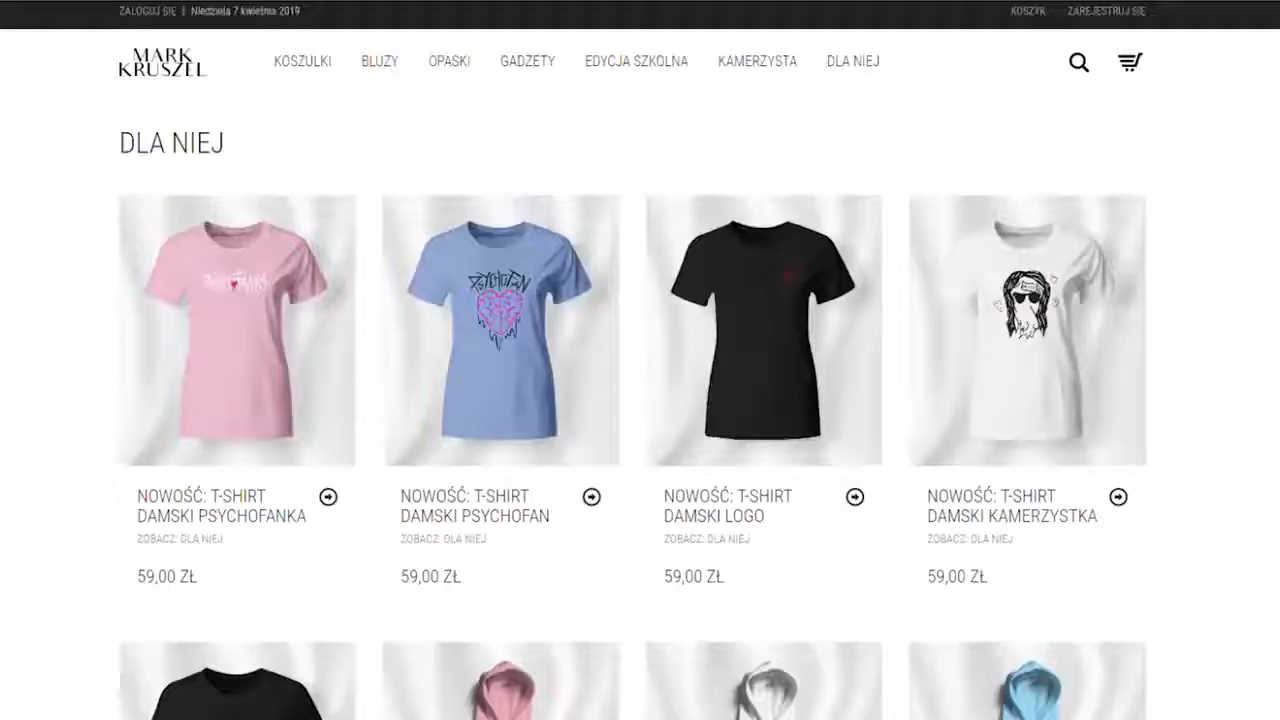 ZALOGUJ SIĘ | Niedziela 7 kwietnia 2019
KOSZYK ZAREJESTRUJ SIĘ
MARK
KRUSZEL
KOSZULKI BLUZY OPASKI GADŻETY EDYCJA SZKOLNA KAMERZYSTA DLA NIEJ
DLA NIEJ
PSYCHOFAN
NOWOŚĆ: T-SHIRT
DAMSKI PSYCHOFANKA
ZOBACZ: DLA NIEJ
59,00 ZŁ
NOWOŚĆ: T-SHIRT
DAMSKI PSYCHOFAN
ZOBACZ: DLA NIEJ
59,00 ZŁ
NOWOŚĆ: T-SHIRT
DAMSKI LOGO
ZOBACZ: DLA NIEJ
59,00 ZŁ
NOWOŚĆ: T-SHIRT
DAMSKI KAMERZYSTKA
ZOBACZ: DLA NIEJ
59,00 ZŁ